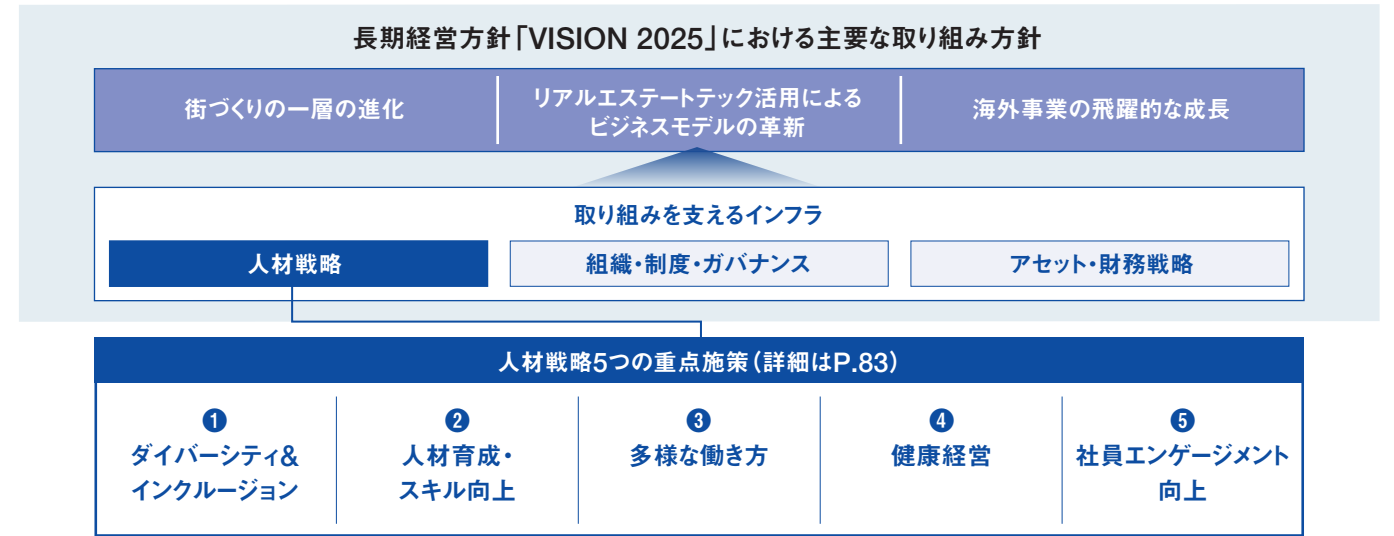 長期経営方針「VISION 2025」における主要な取り組み方針
街づくりの一層の進化
リアルエステートテック活用による
ビジネスモデルの革新
海外事業の飛躍的な成長
取り組みを支えるインフラ
人材戦略
組織・制度・ガバナンス
アセット・財務戦略
人材戦略5つの重点施策(詳細はP.83)
❶
ダイバーシティ&
インクルージョン
❷
人材育成・
スキル向上
❸
多様な働き方
❹
健康経営
❺
社員エンゲージメント
向上